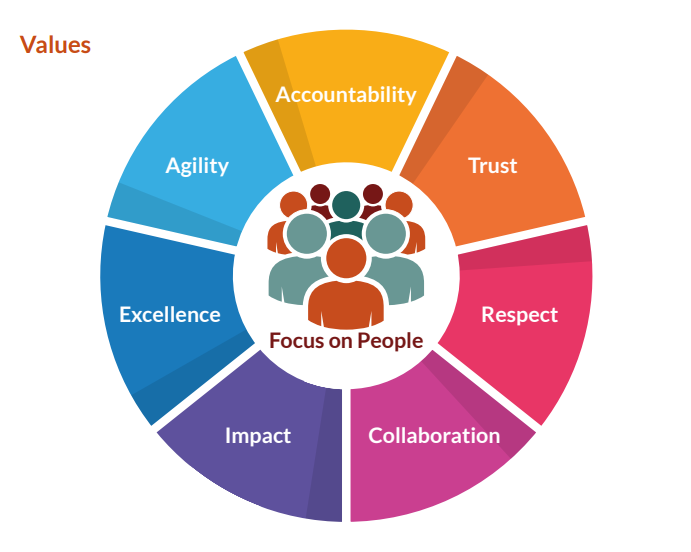 Values
Accountability
Agility
Trust
Excellence
Respect
Focus on People
Impact
Collaboration